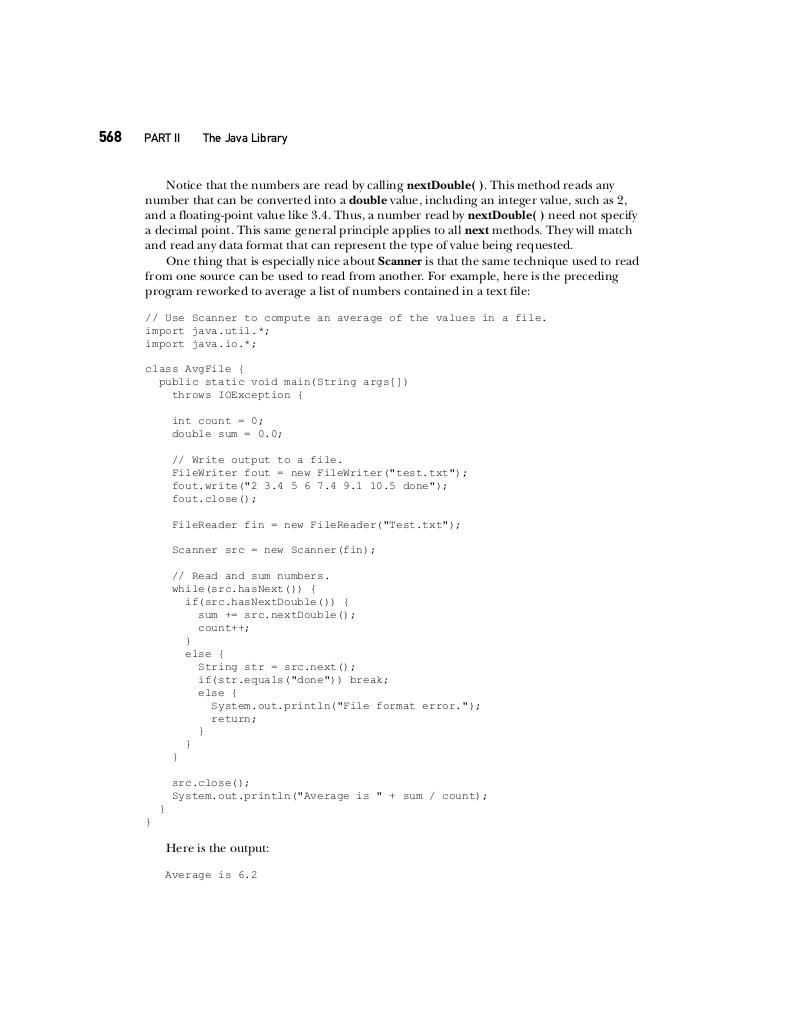 568 PART II The Java Library
Notice that the numbers are read by calling nextDouble( ). This method reads any
number that can be converted into a double value, including an integer value, such as 2,
and a floating-point value like 3.4. Thus, a number read by nextDouble( ) need not specify
a decimal point. This same general principle applies to all next methods. They will match
and read any data format that can represent the type of value being requested.
One thing that is especially nice about Scanner is that the same technique used to read
from one source can be used to read from another. For example, here is the preceding
program reworked to average a list of numbers contained in a text file:
// Use Scanner to compute an average of the values in a file.
import java.util.*;
import java.io.*;
class AvgFile {
public static void main(String args[])
throws IOException {
int count = 0;
double sum = 0.0;
// Write output to a file.
FileWriter fout = new FileWriter("test.txt");
fout.write("2 3.4 5 6 7.4 9.1 10.5 done");
fout.close();
FileReader fin = new FileReader("Test.txt");
Scanner src = new Scanner(fin);
// Read and sum numbers.
while(src.hasNext()) {
if(src.hasNextDouble()) {
sum += src.nextDouble();
count++;
}
else {
String str = src.next();
if(str.equals("done")) break;
else {
System.out.println("File format error.");
return;
}
}
}
src.close();
System.out.println("Average is " + sum / count);
}
}
Here is the output:
Average is 6.2